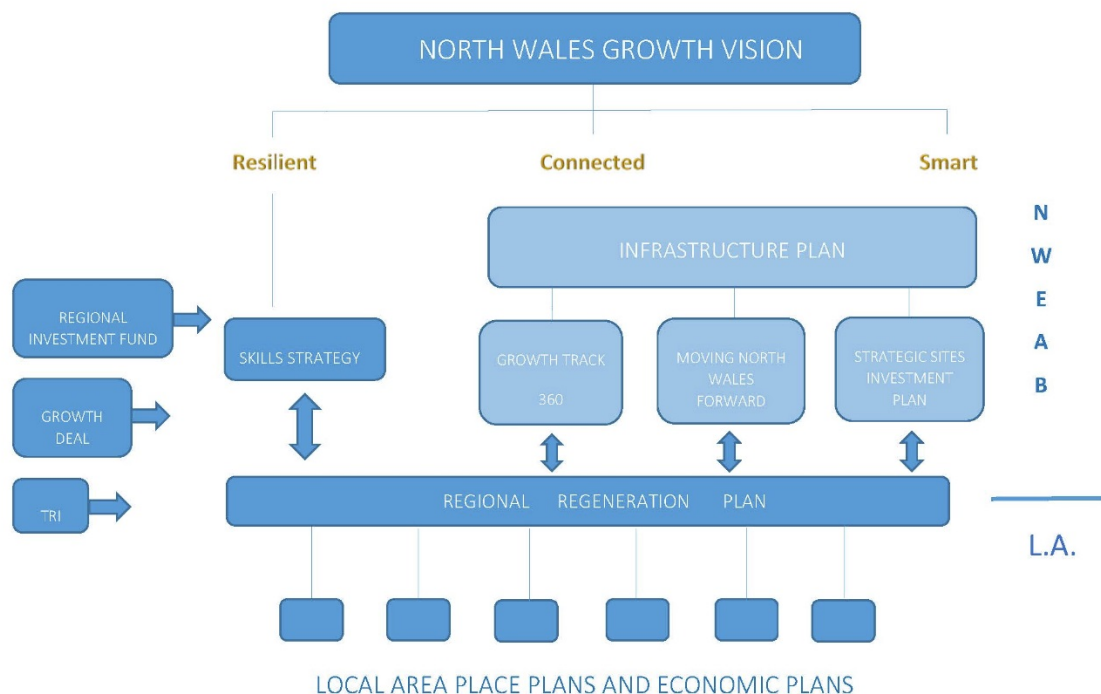 NORTH WALES GROWTH VISION
Resilient
Connected
Smart
N
W
E
A
B
INFRASTRUCTURE PLAN
REGIONAL
INVESTMENT FUND
SKILLS STRATEGY
GROWTH TRACK
360
MOVING NORTH
WALES
FORWARD
STRATEGIC SITES
INVESTMENT
PLAN
GROWTH
DEAL
TRI
REGIONAL REGENERATION PLAN
L.A.
LOCAL AREA PLACE PLANS AND ECONOMIC PLANS